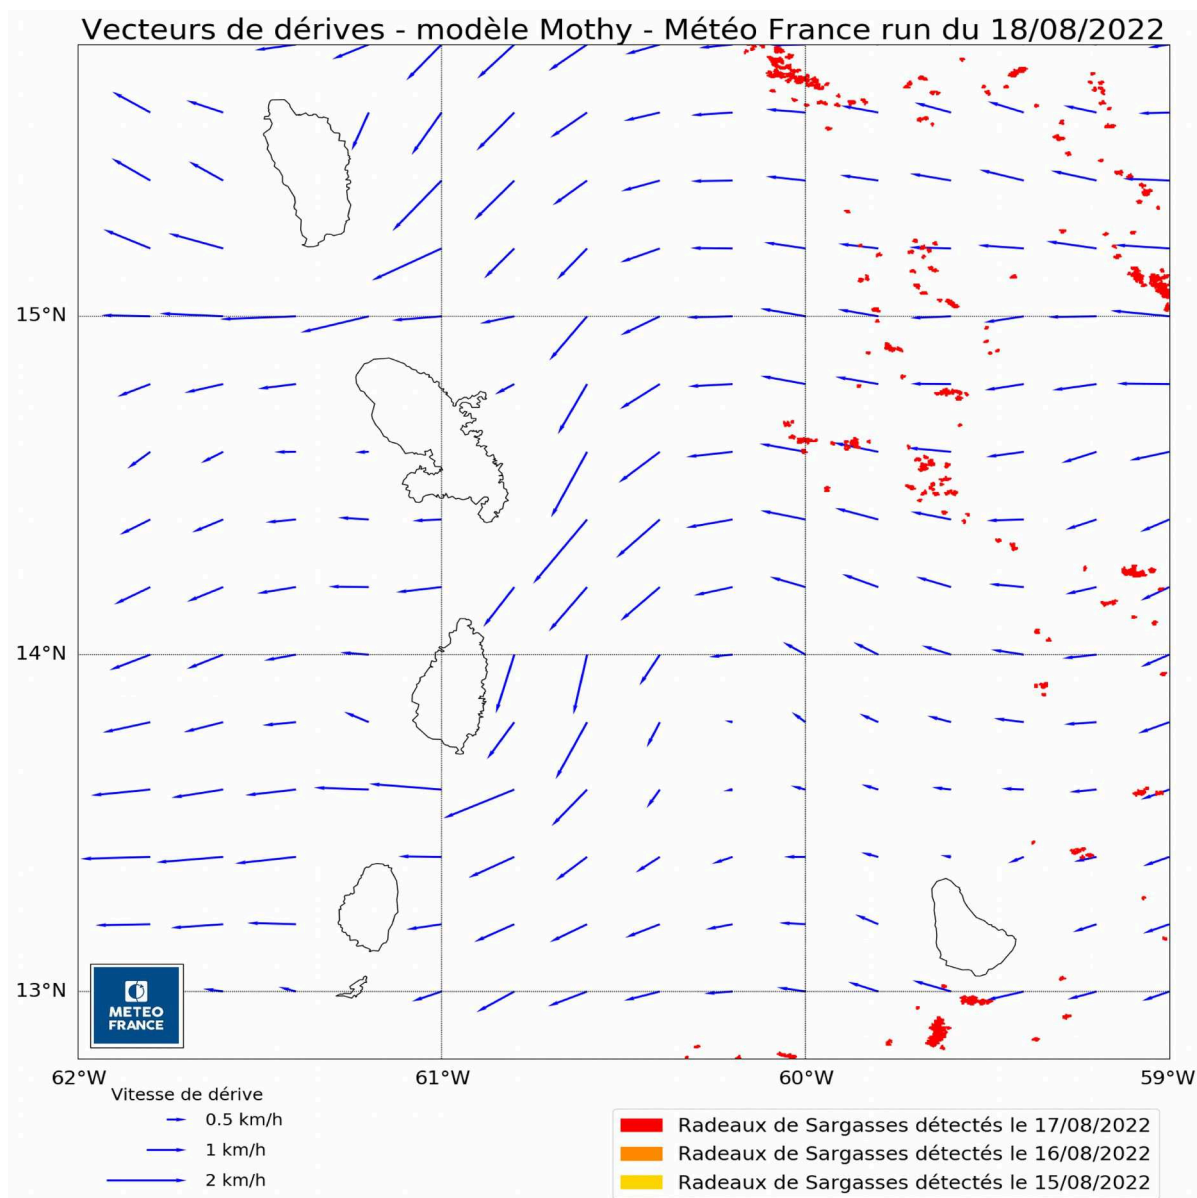 Vecteurs de dérives - modèle Mothy - Météo France run du 18/08/2022
15°N
14°N
13°N
METEO
FRANCE
62°W
61°W
60°W
59°W
Vitesse de dérive
0.5 km/h
1 km/h
2 km/h
Radeaux de Sargasses détectés le 17/08/2022
Radeaux de Sargasses détectés le 16/08/2022
Radeaux de Sargasses détectés le 15/08/2022